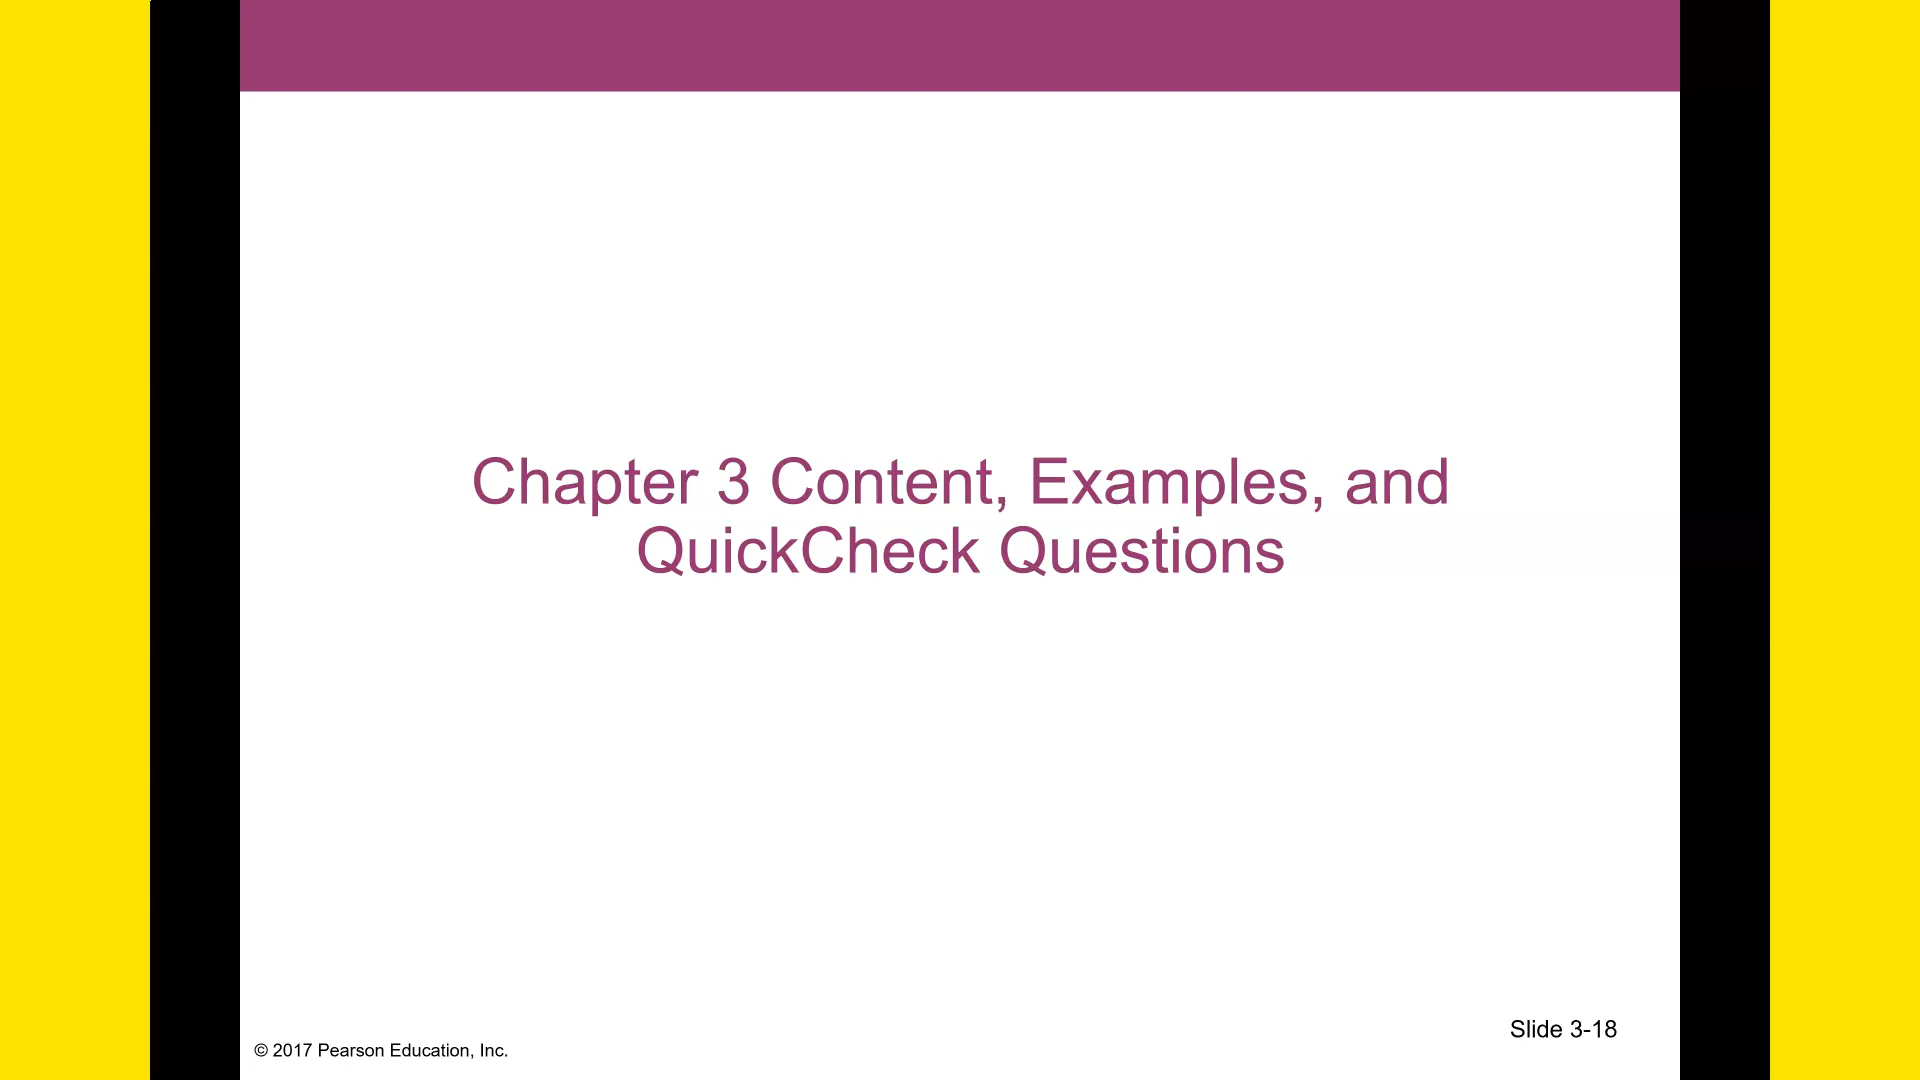 Chapter 3 Content, Examples, and
QuickCheck Questions
Slide 3-18
© 2017 Pearson Education, Inc.